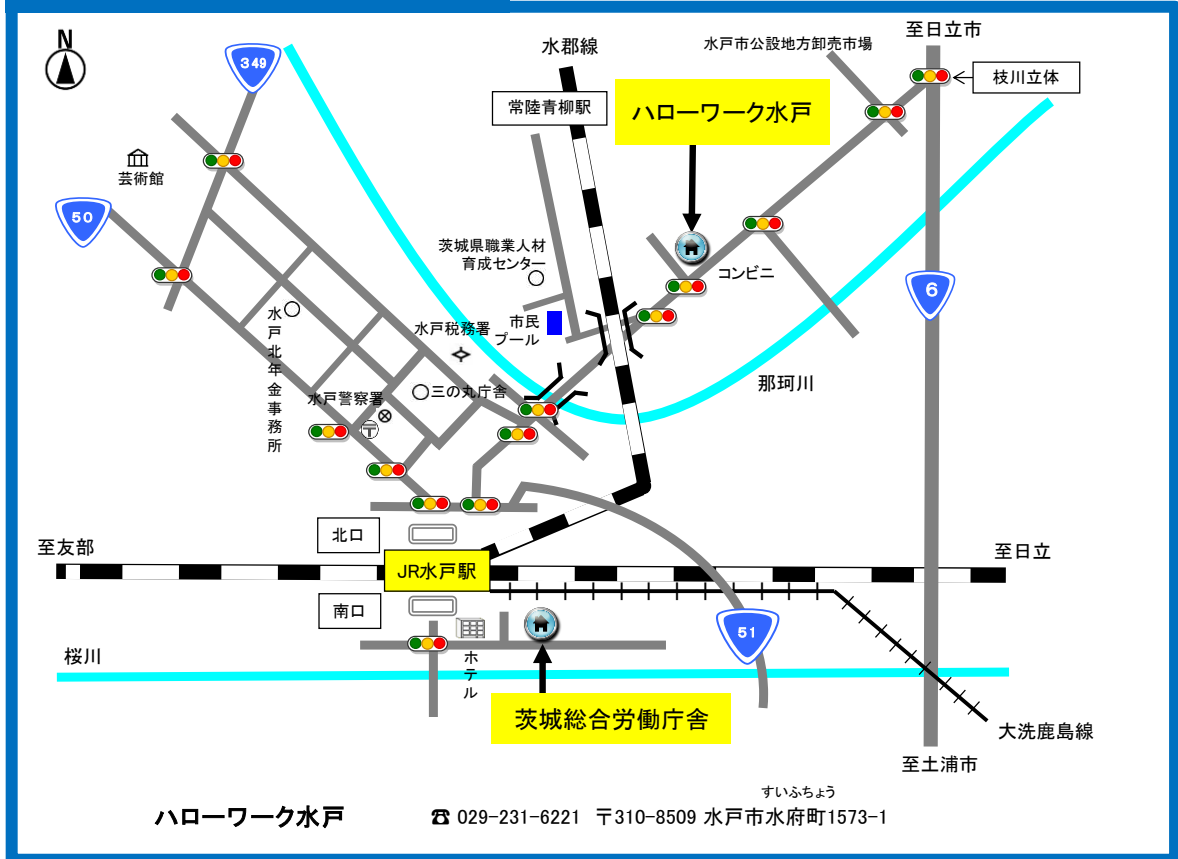 N
349
水郡線
水戸市公設地方卸売市場
至日立市
枝川立体
常陸青柳駅
ハローワーク水戸
芸術館
50
茨城県職業人材
育成センター
コンビニ
6
水戸北年金事務所
水戸税務署
市民
プール
那珂川
水戸警察署
三の丸庁舎
〒
北口
至友部
JR水戸駅
至日立
南口
51
桜川
ホテル
茨城総合労働庁舎
大洗鹿島線
至土浦市
すいふちょう
ハローワーク水戸 ☎ 029-231-6221 〒310-8509 水戸市水府町1573-1